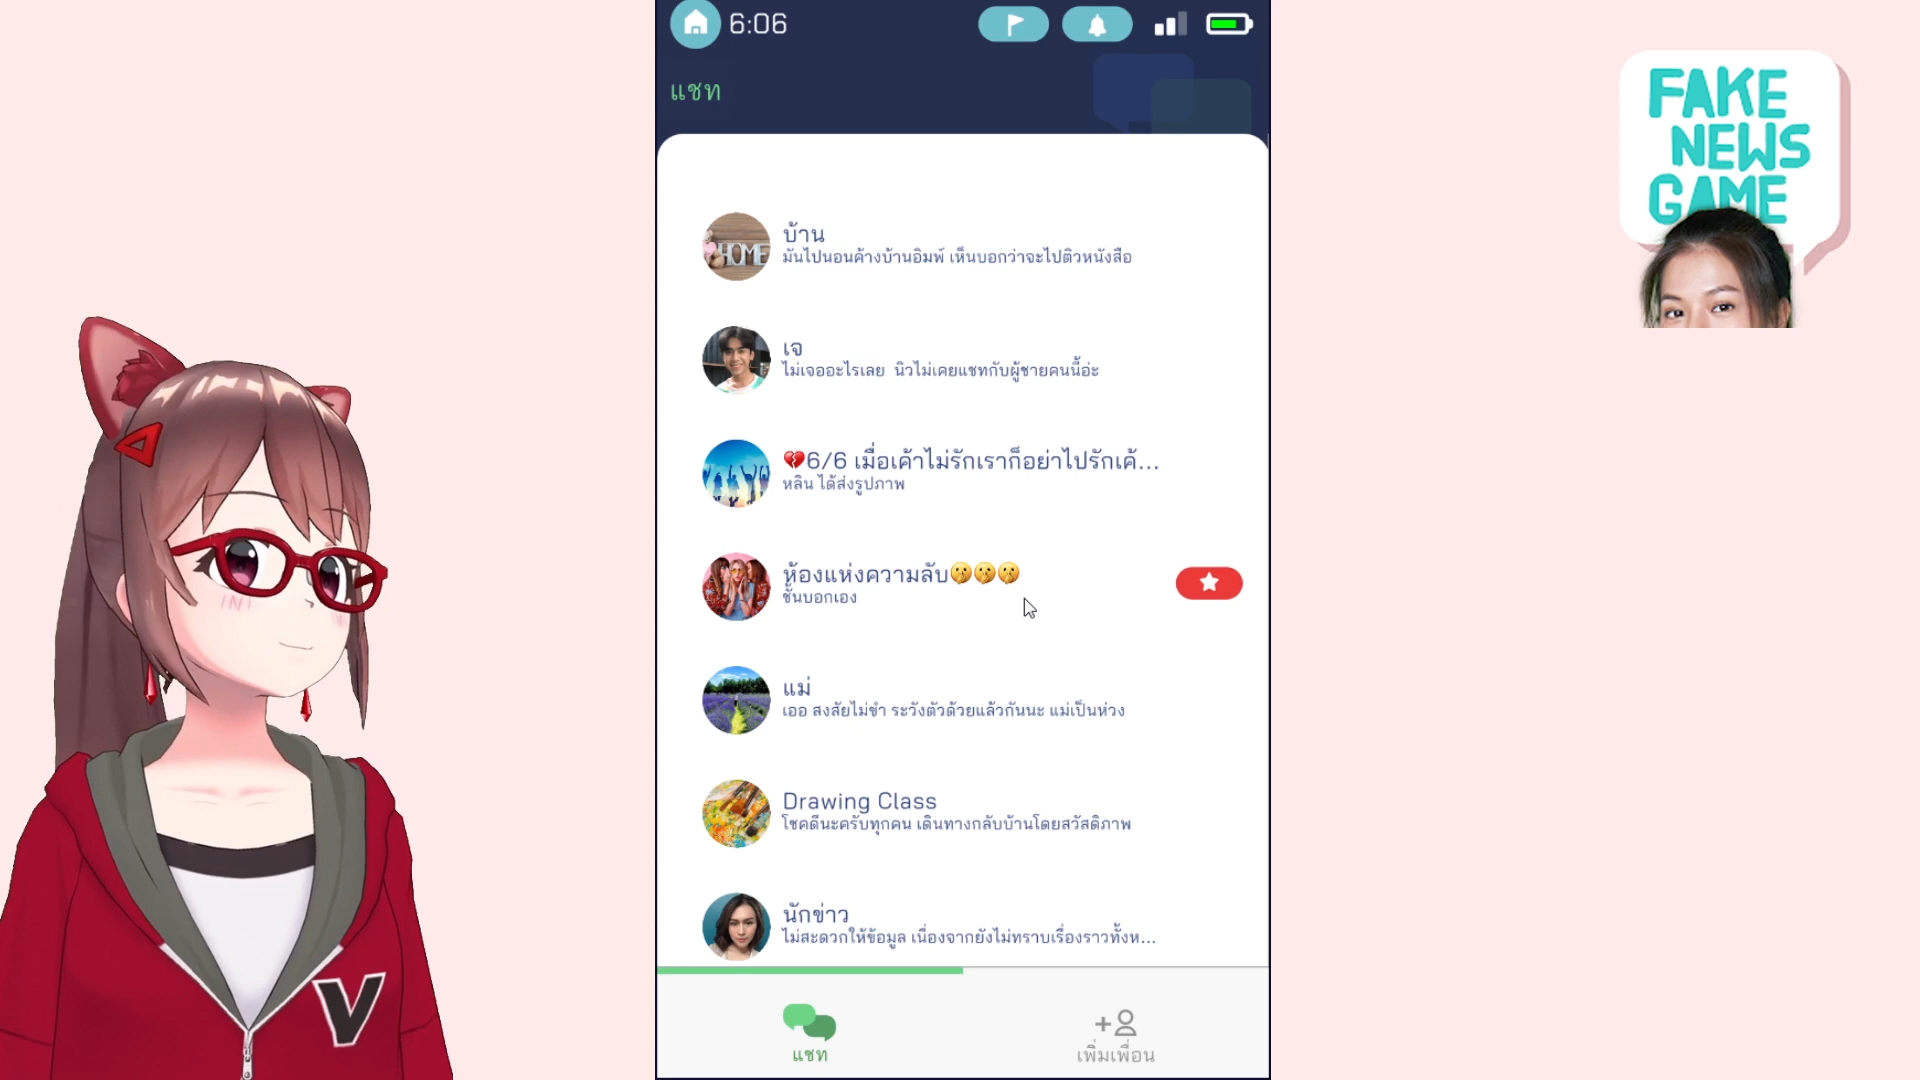 6:06
แชท
FAKE
NEWS
GAME
HOME
บ้าน
มันไปนอนค้างบ้านอิมพ์ เห็นบอกว่าจะไปติวหนังสือ
เจ
ไม่เจออะไรเลย นิวไม่เคยแชทกับผู้ชายคนนี้อ่ะ
💔6/6 เมื่อเค้าไม่รักเราก็อย่าไปรักเค้...
หลิน ได้ส่งรูปภาพ
ห้องแห่งความลับ🤫🤫🤫
ชั้นบอกเอง
แม่
เออ สงสัยไม่ขำ ระวังตัวด้วยแล้วกันนะ แม่เป็นห่วง
Drawing Class
โชคดีนะครับทุกคน เดินทางกลับบ้านโดยสวัสดิภาพ
นักข่าว
ไม่สะดวกให้ข้อมูล เนื่องจากยังไม่ทราบเรื่องราวทั้งห...
V
แชท
เพิ่มเพื่อน